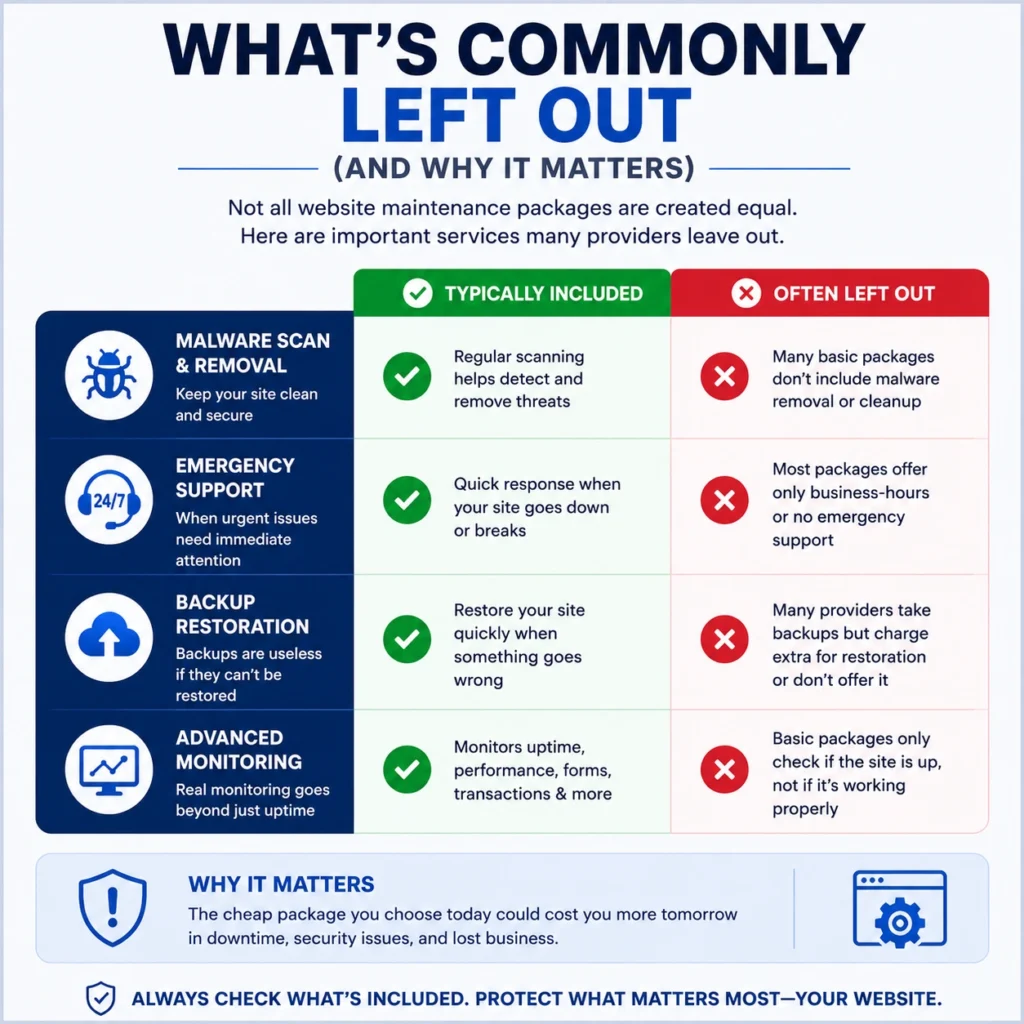 WHAT'S COMMONLY
LEFT OUT
(AND WHY IT MATTERS)
Not all website maintenance packages are created equal.
Here are important services many providers leave out.
TYPICALLY INCLUDED
OFTEN LEFT OUT
MALWARE SCAN
& REMOVAL
Keep your site clean
and secure
Regular scanning
helps detect and
remove threats
Many basic packages
don't include malware
removal or cleanup
24/7
EMERGENCY
SUPPORT
When urgent issues
need immediate
attention
Quick response when
your site goes down
or breaks
Most packages offer
only business-hours
or no emergency
support
BACKUP
RESTORATION
Backups are useless
if they can't be
restored
Restore your site
quickly when
something goes
wrong
Many providers take
backups but charge
extra for restoration
or don't offer it
ADVANCED
MONITORING
Real monitoring goes
beyond just uptime
Monitors uptime,
performance, forms,
transactions & more
Basic packages only
check if the site is up,
not if it's working
properly
WHY IT MATTERS
The cheap package you choose today could cost you more tomorrow
in downtime, security issues, and lost business.
ALWAYS CHECK WHAT'S INCLUDED. PROTECT WHAT MATTERS MOST—YOUR WEBSITE.